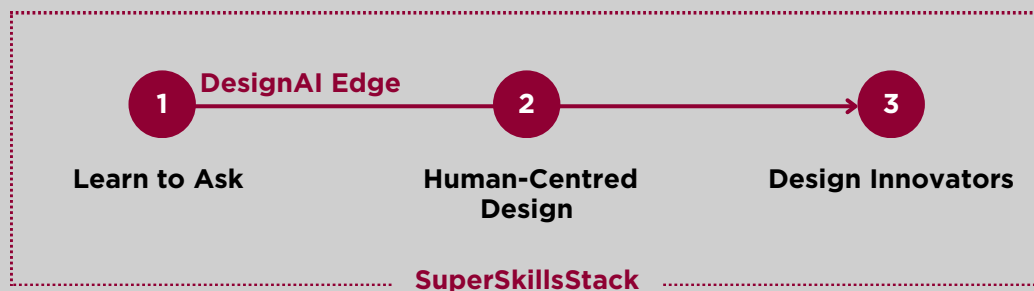 DesignAI Edge
1
2
3
Learn to Ask
Human-Centred
Design
Design Innovators
SuperSkillsStack